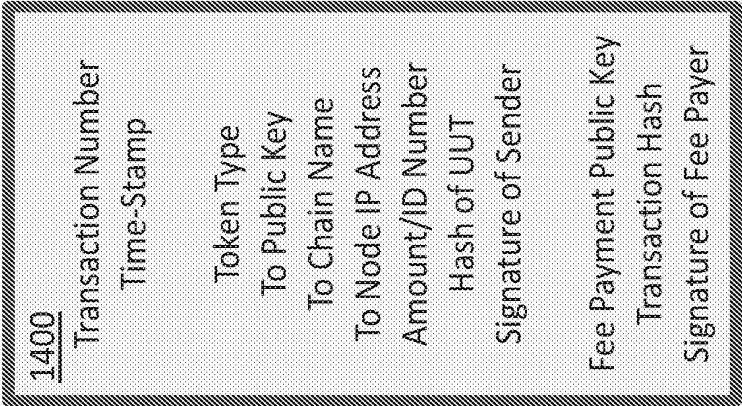 1400
Transaction Number
Time-Stamp
Token Type
To Public Key
To Chain Name
To Node IP Address
Amount/ID Number
Hash of UUT
Signature of Sender
Fee Payment Public Key
Transaction Hash
Signature of Fee Payer